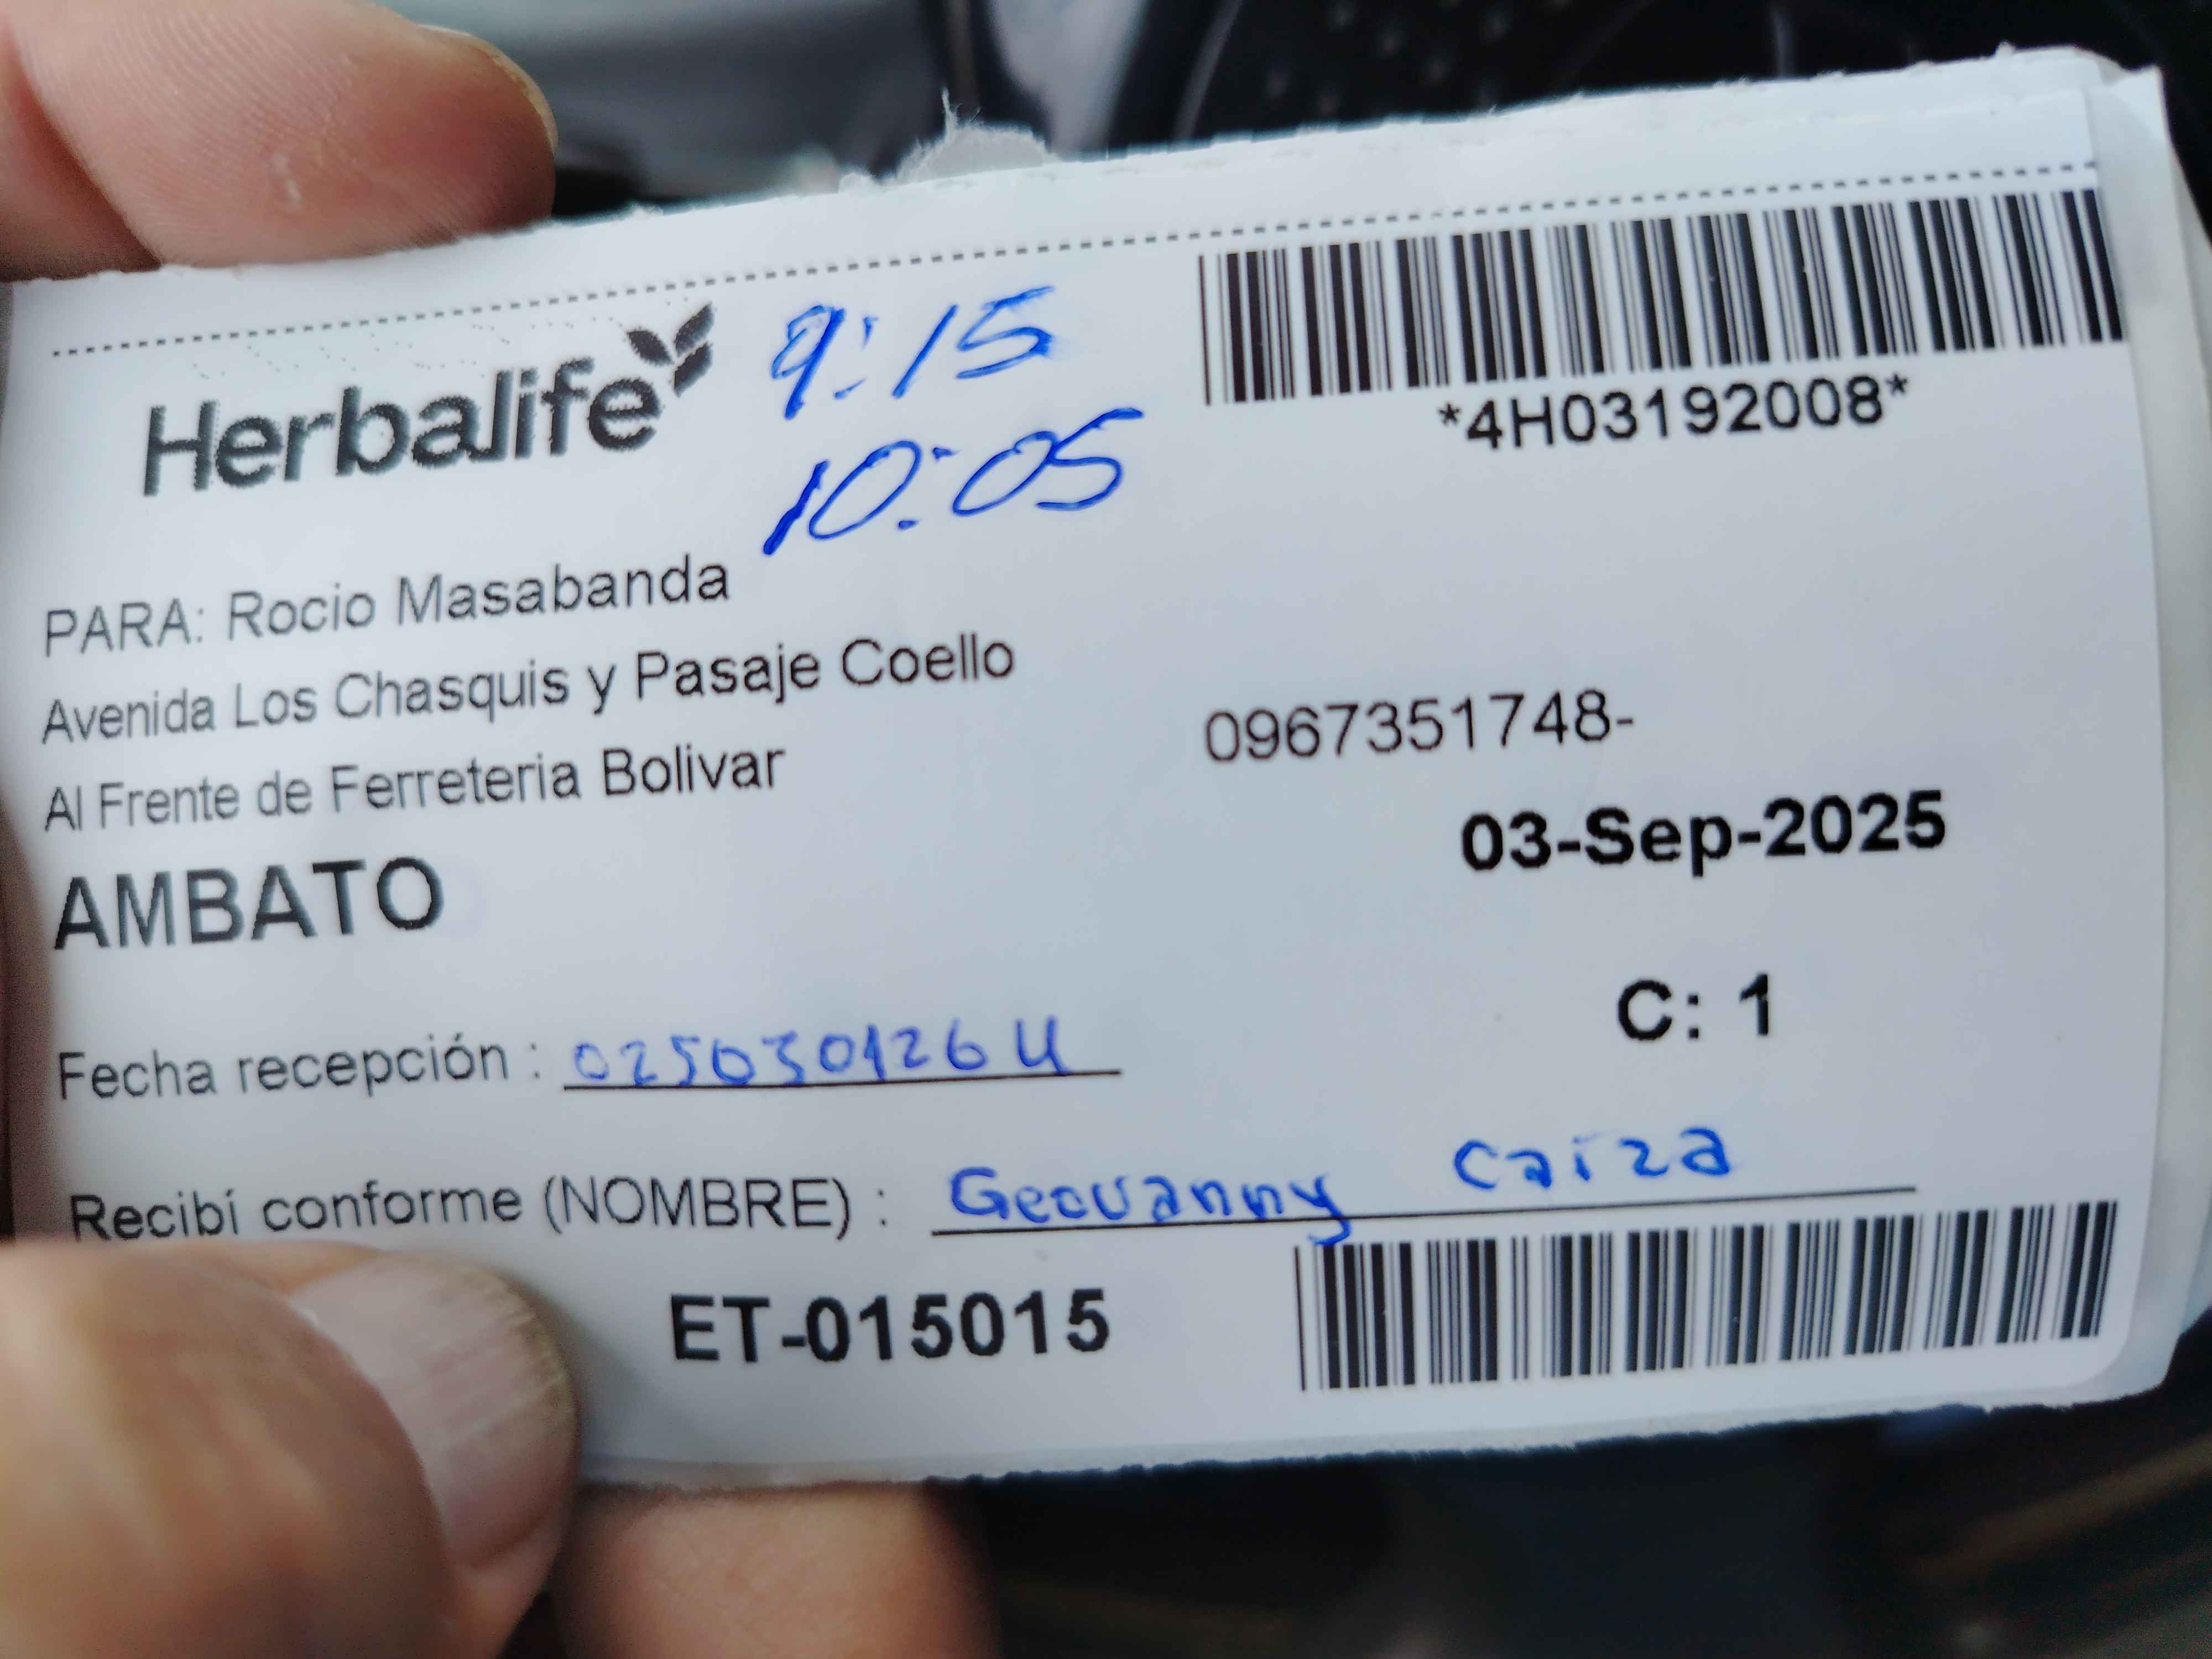 Herbalife
9:15
10:05
*4H03192008*
PARA: Rocio Masabanda
Avenida Los Chasquis y Pasaje Coello
Al Frente de Ferreteria Bolivar
0967351748-
AMBATO
03-Sep-2025
C: 1
Fecha recepción :
Recibí conforme (NOMBRE) : Geovanny Caiza
ET-015015